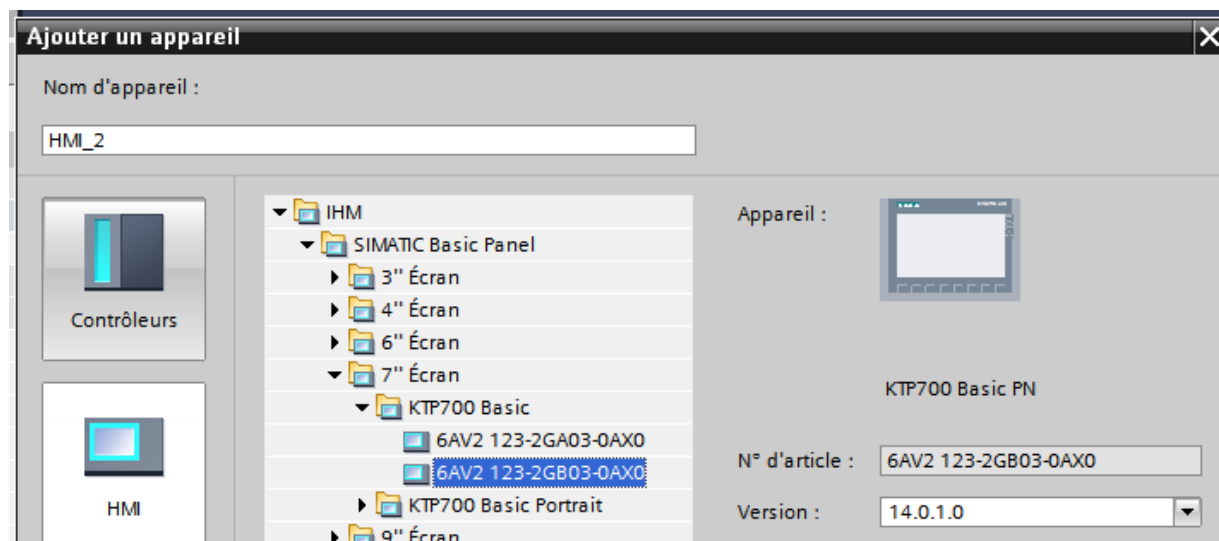 Ajouter un appareil
Nom d'appareil :
HMI_2
Contrôleurs
HMI
IHM
SIMATIC Basic Panel
3'' Écran
4'' Écran
6'' Écran
7'' Écran
KTP700 Basic
6AV2 123-2GA03-0AX0
6AV2 123-2GB03-0AX0
KTP700 Basic Portrait
9'' Écran
Appareil :
KTP700 Basic PN
N° d'article :
6AV2 123-2GB03-0AX0
Version :
14.0.1.0